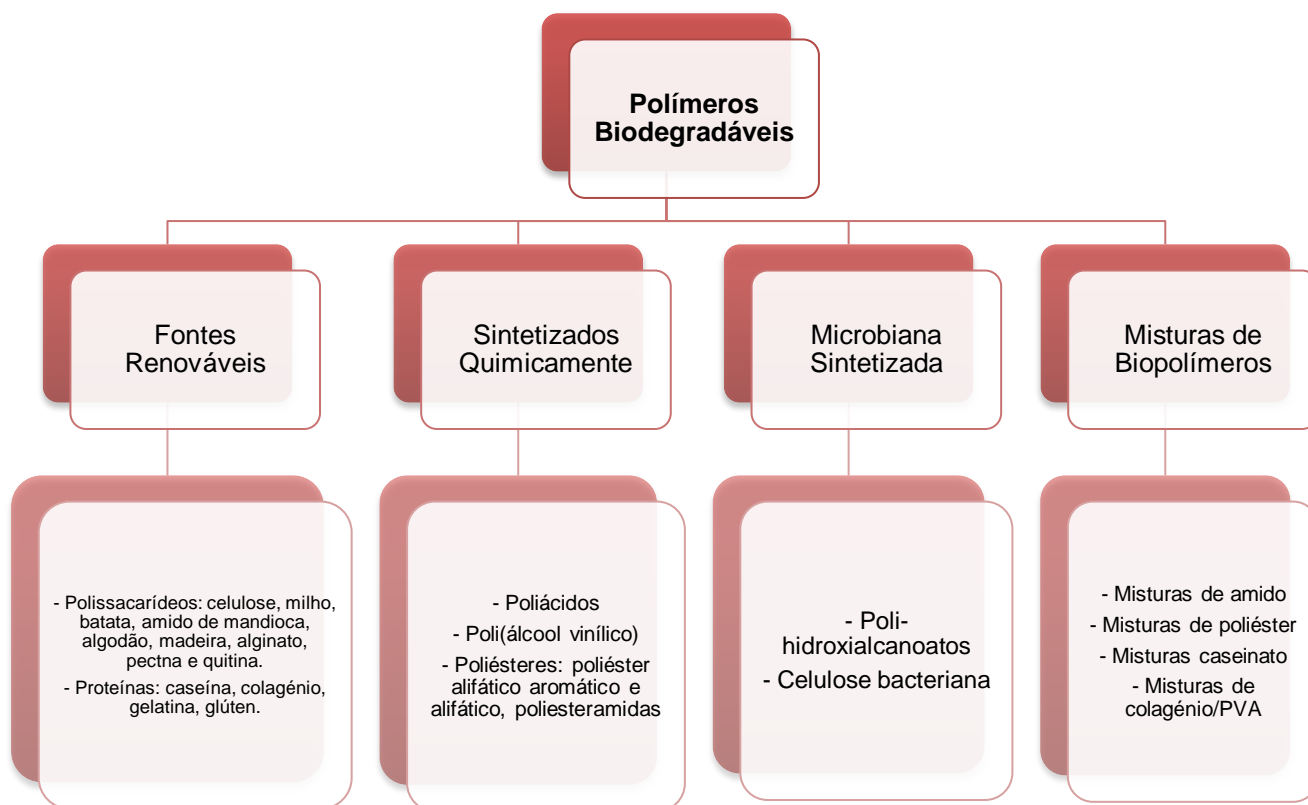 Polímeros
Biodegradáveis
Fontes
Renováveis
Sintetizados
Quimicamente
Microbiana
Sintetizada
Misturas de
Biopolímeros
- Polissacarídeos: celulose, milho,
batata, amido de mandioca,
algodão, madeira, alginato,
pectna e quitina.
- Proteínas: caseína, colagénio,
gelatina, glúten.
- Poliácidos
- Poli(álcool vinílico)
- Poliésteres: poliéster
alifático aromático e
alifático, poliesteramidas
- Poli-
hidroxialcanoatos
- Celulose bacteriana
- Misturas de amido
- Misturas de poliéster
- Misturas caseinato
- Misturas de
colagénio/PVA